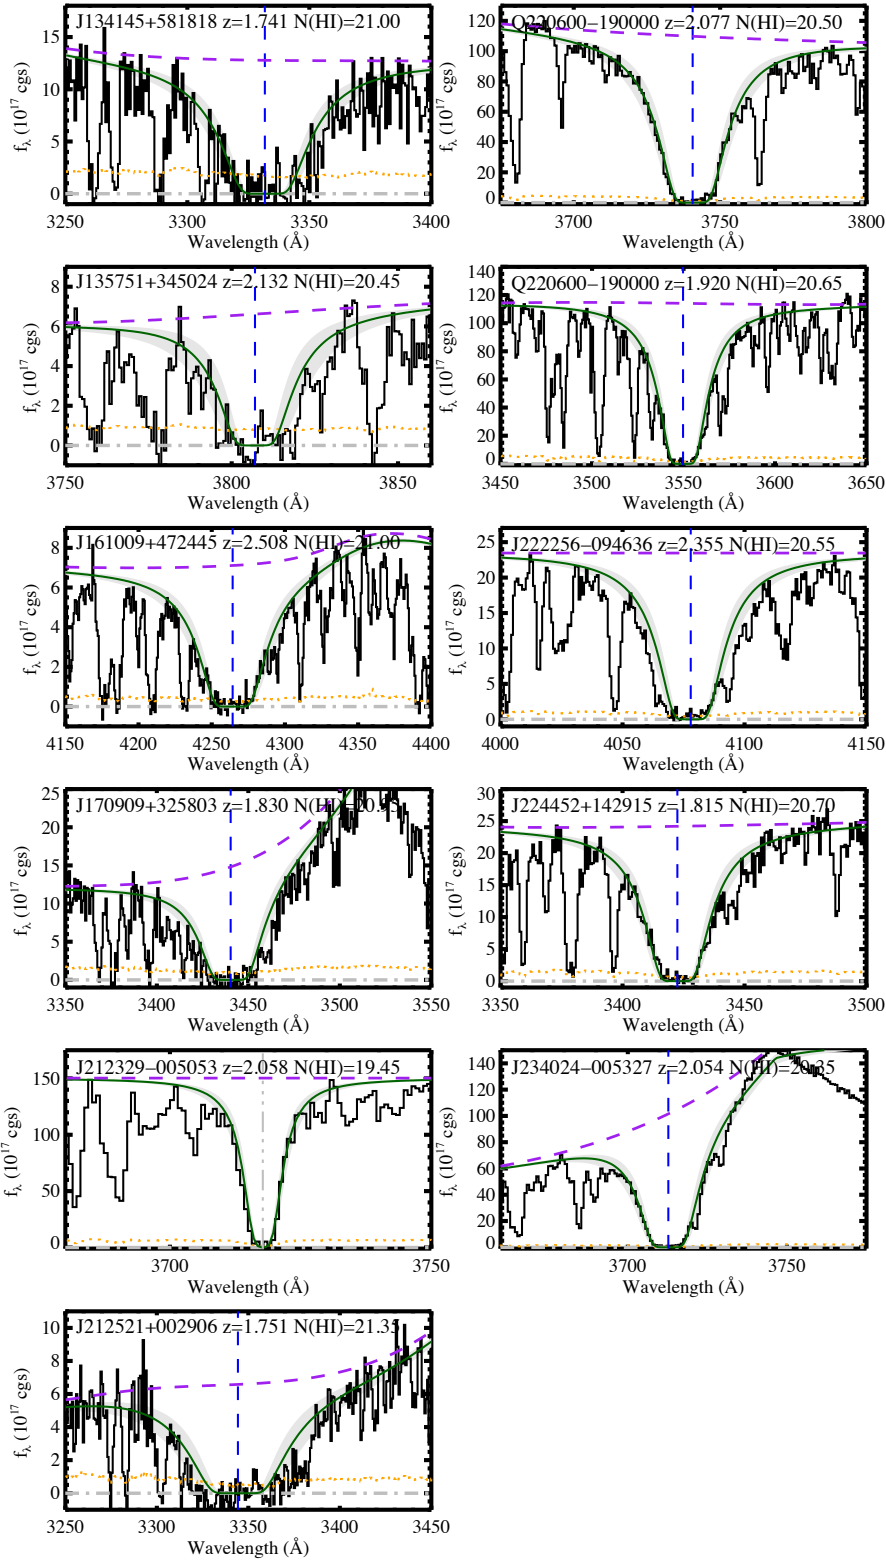 J134145+581818 z=1.741 N(HI)=21.00
15
10
5
0
f_λ (10^17 cgs)
3250 3300 3350 3400
Wavelength (Å)
Q220600−190000 z=2.077 N(HI)=20.50
120
100
80
60
40
20
0
f_λ (10^17 cgs)
3700 3750 3800
Wavelength (Å)
J135751+345024 z=2.132 N(HI)=20.45
8
6
4
2
0
f_λ (10^17 cgs)
3750 3800 3850
Wavelength (Å)
Q220600−190000 z=1.920 N(HI)=20.65
140
120
100
80
60
40
20
0
f_λ (10^17 cgs)
3450 3500 3550 3600 3650
Wavelength (Å)
J161009+472445 z=2.508 N(HI)=21.00
8
6
4
2
0
f_λ (10^17 cgs)
4150 4200 4250 4300 4350 4400
Wavelength (Å)
J222256−094636 z=2.355 N(HI)=20.55
25
20
15
10
5
0
f_λ (10^17 cgs)
4000 4050 4100 4150
Wavelength (Å)
J170909+325803 z=1.830
25
20
15
10
5
0
f_λ (10^17 cgs)
3350 3400 3450 3500 3550
Wavelength (Å)
J224452+142915 z=1.815 N(HI)=20.70
30
25
20
15
10
5
0
f_λ (10^17 cgs)
3350 3400 3450 3500
Wavelength (Å)
J212329−005053 z=2.058 N(HI)=19.45
150
100
50
0
f_λ (10^17 cgs)
3700 3750
Wavelength (Å)
J234024−005327 z=2.054 N(HI)=20.35
140
120
100
80
60
40
20
0
f_λ (10^17 cgs)
3700 3750
Wavelength (Å)
J212521+002906 z=1.751 N(HI)=21.35
10
8
6
4
2
0
f_λ (10^17 cgs)
3250 3300 3350 3400 3450
Wavelength (Å)